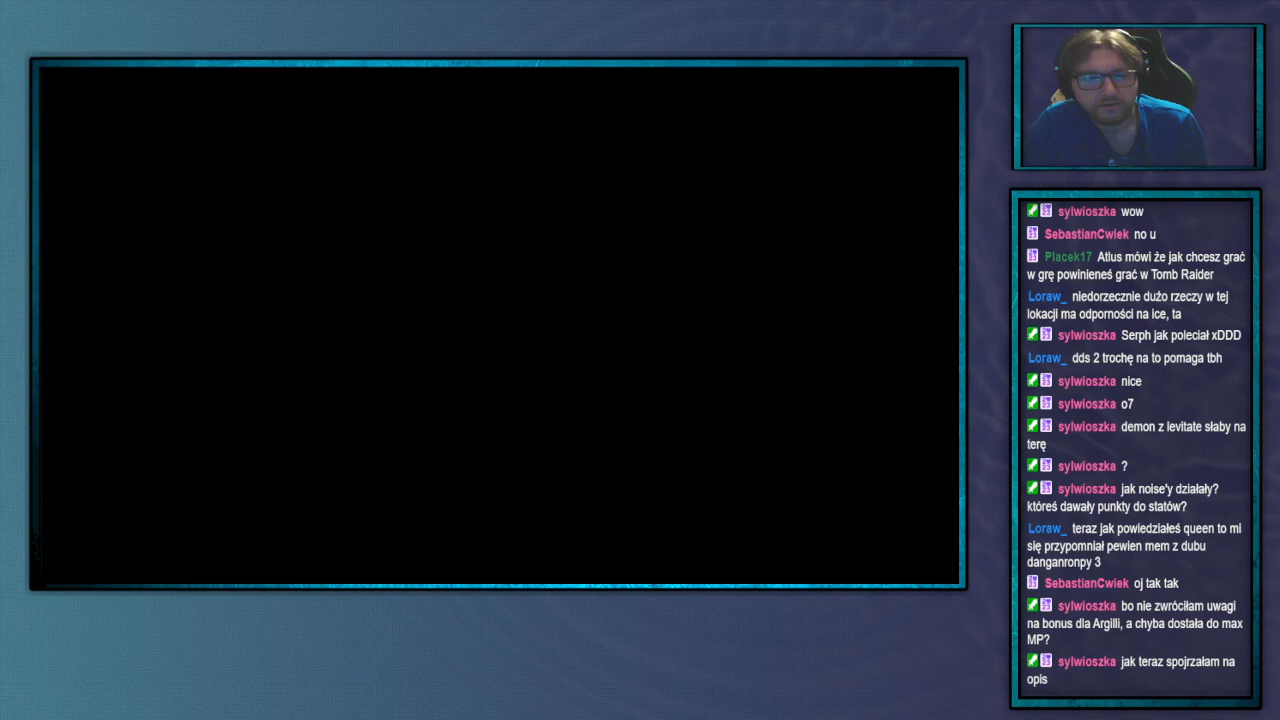 sylwioszka wow
SebastianCwiek no u
Placek17 Atlus mówi że jak chcesz grać
w grę powinieneś grać w Tomb Raider
Loraw_ niedorzecznie dużo rzeczy w tej
lokacji ma odporności na ice, ta
sylwioszka Serph jak poleciał xDDD
Loraw_ dds 2 trochę na to pomaga tbh
sylwioszka nice
sylwioszka o7
sylwioszka demon z levitate słaby na
terę
sylwioszka ?
sylwioszka jak noise'y działały?
któreś dawały punkty do statów?
Loraw_ teraz jak powiedziałeś queen to mi
się przypomniał pewien mem z dubu
danganronpy 3
SebastianCwiek oj tak tak
sylwioszka bo nie zwróciłam uwagi
na bonus dla Argilli, a chyba dostała do max
MP?
sylwioszka jak teraz spojrzałam na
opis